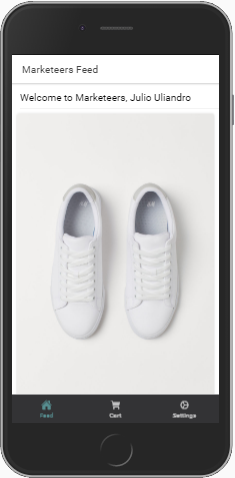 Marketeers Feed
Welcome to Marketeers, Julio Uliandro
Feed
Cart
Settings